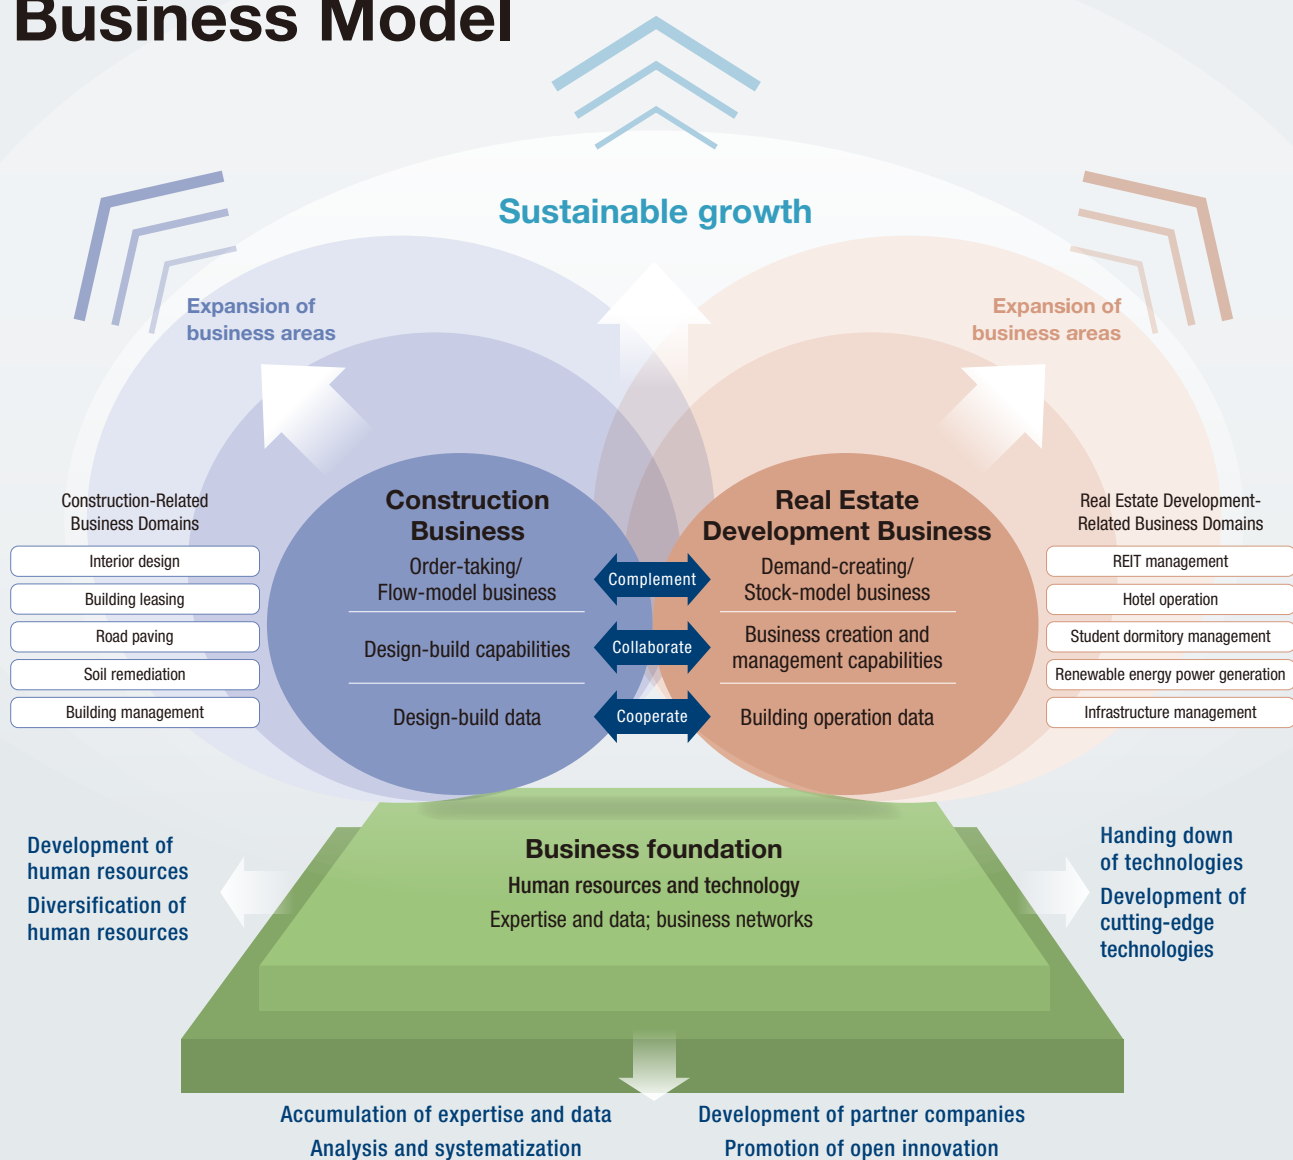 Business Model
Sustainable growth
Expansion of
business areas
Expansion of
business areas
Construction-Related
Business Domains
Interior design
Building leasing
Road paving
Soil remediation
Building management
Construction
Business
Order-taking/
Flow-model business
Design-build capabilities
Design-build data
Complement
Collaborate
Cooperate
Real Estate
Development Business
Demand-creating/
Stock-model business
Business creation and
management capabilities
Building operation data
Real Estate Development-
Related Business Domains
REIT management
Hotel operation
Student dormitory management
Renewable energy power generation
Infrastructure management
Development of
human resources
Diversification of
human resources
Business foundation
Human resources and technology
Expertise and data; business networks
Handing down
of technologies
Development of
cutting-edge
technologies
Accumulation of expertise and data
Analysis and systematization
Development of partner companies
Promotion of open innovation